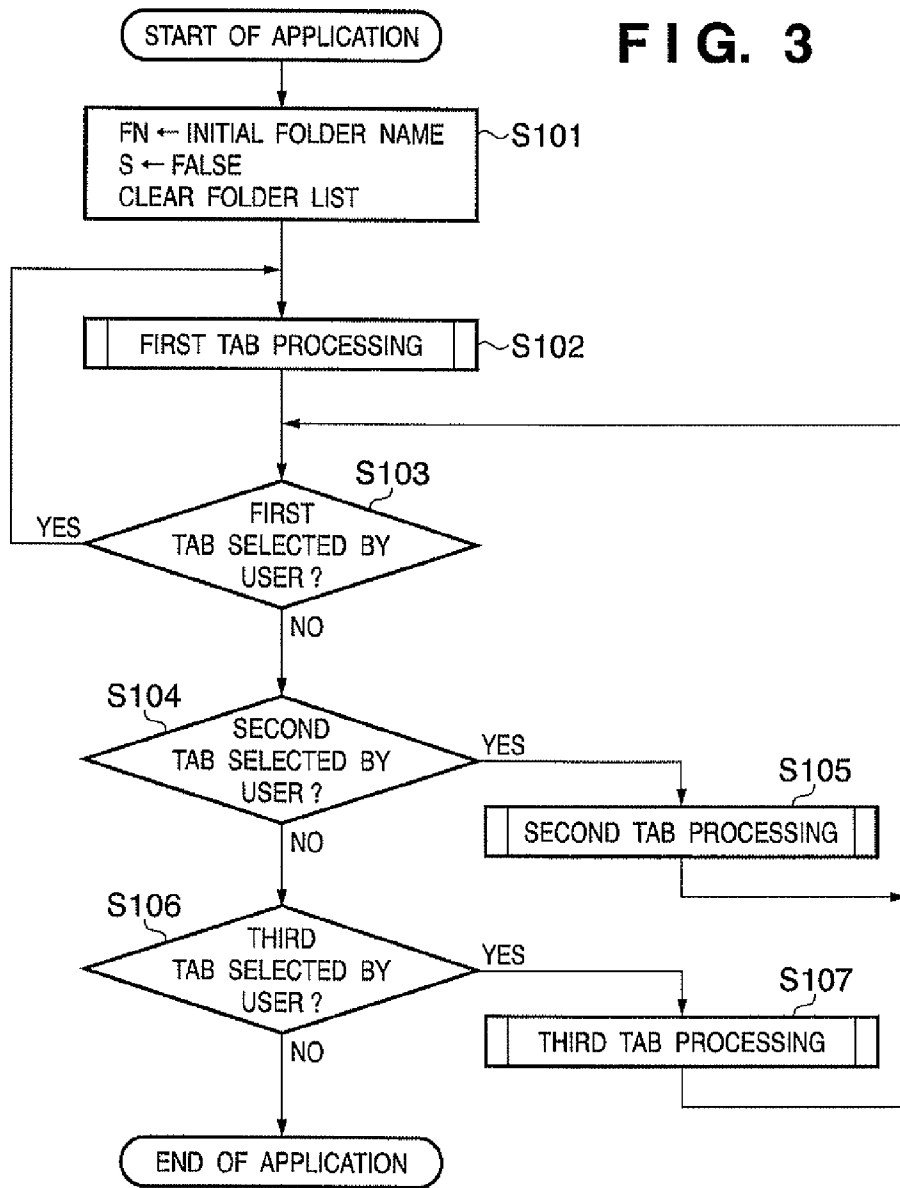 START OF APPLICATION
FIG. 3
FN ← INITIAL FOLDER NAME
S ← FALSE
CLEAR FOLDER LIST
S101
FIRST TAB PROCESSING
S102
S103
FIRST
TAB SELECTED BY
USER?
YES
NO
S104
SECOND
TAB SELECTED BY
USER?
YES
NO
S105
SECOND TAB PROCESSING
S106
THIRD
TAB SELECTED BY
USER?
YES
NO
S107
THIRD TAB PROCESSING
END OF APPLICATION